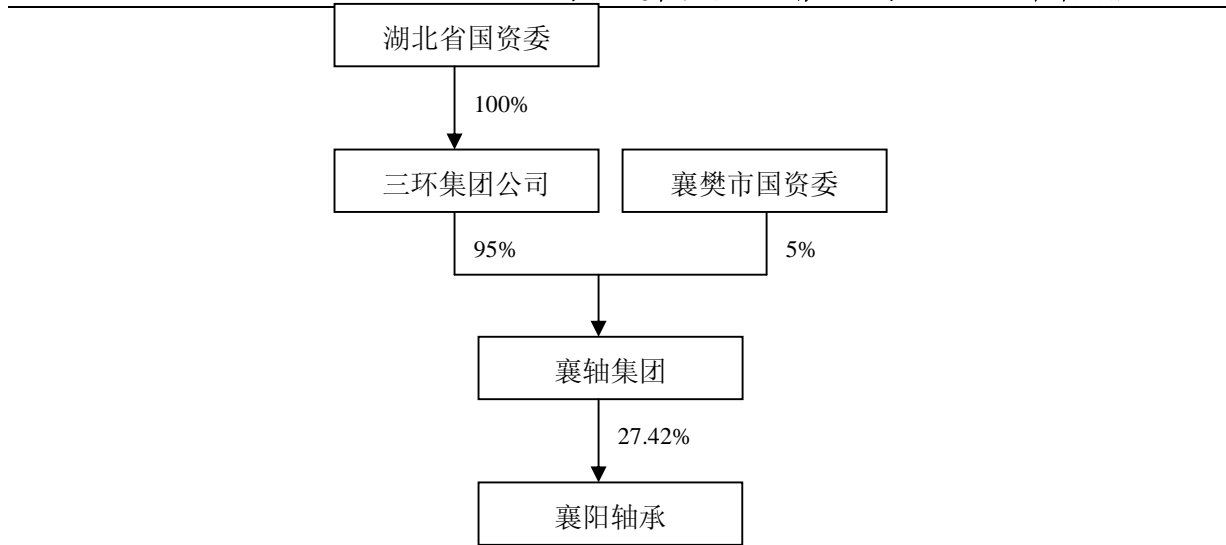 湖北省国资委
100%
三环集团公司
襄樊市国资委
95%
5%
襄轴集团
27.42%
襄阳轴承